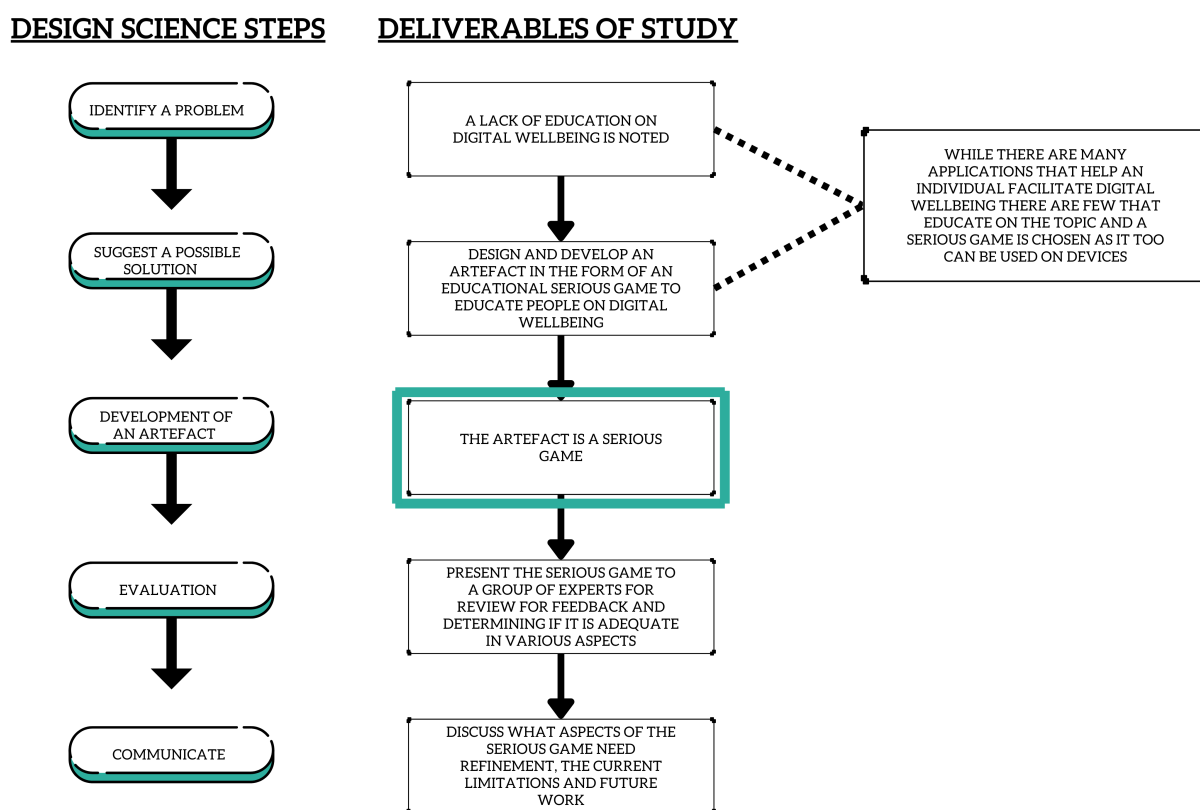 DESIGN SCIENCE STEPS
DELIVERABLES OF STUDY
IDENTIFY A PROBLEM
A LACK OF EDUCATION ON
DIGITAL WELLBEING IS NOTED
WHILE THERE ARE MANY
APPLICATIONS THAT HELP AN
INDIVIDUAL FACILITATE DIGITAL
WELLBEING THERE ARE FEW THAT
EDUCATE ON THE TOPIC AND A
SERIOUS GAME IS CHOSEN AS IT TOO
CAN BE USED ON DEVICES
SUGGEST A POSSIBLE
SOLUTION
DESIGN AND DEVELOP AN
ARTEFACT IN THE FORM OF AN
EDUCATIONAL SERIOUS GAME TO
EDUCATE PEOPLE ON DIGITAL
WELLBEING
DEVELOPMENT OF
AN ARTEFACT
THE ARTEFACT IS A SERIOUS
GAME
EVALUATION
PRESENT THE SERIOUS GAME TO
A GROUP OF EXPERTS FOR
REVIEW FOR FEEDBACK AND
DETERMINING IF IT IS ADEQUATE
IN VARIOUS ASPECTS
COMMUNICATE
DISCUSS WHAT ASPECTS OF THE
SERIOUS GAME NEED
REFINEMENT, THE CURRENT
LIMITATIONS AND FUTURE
WORK